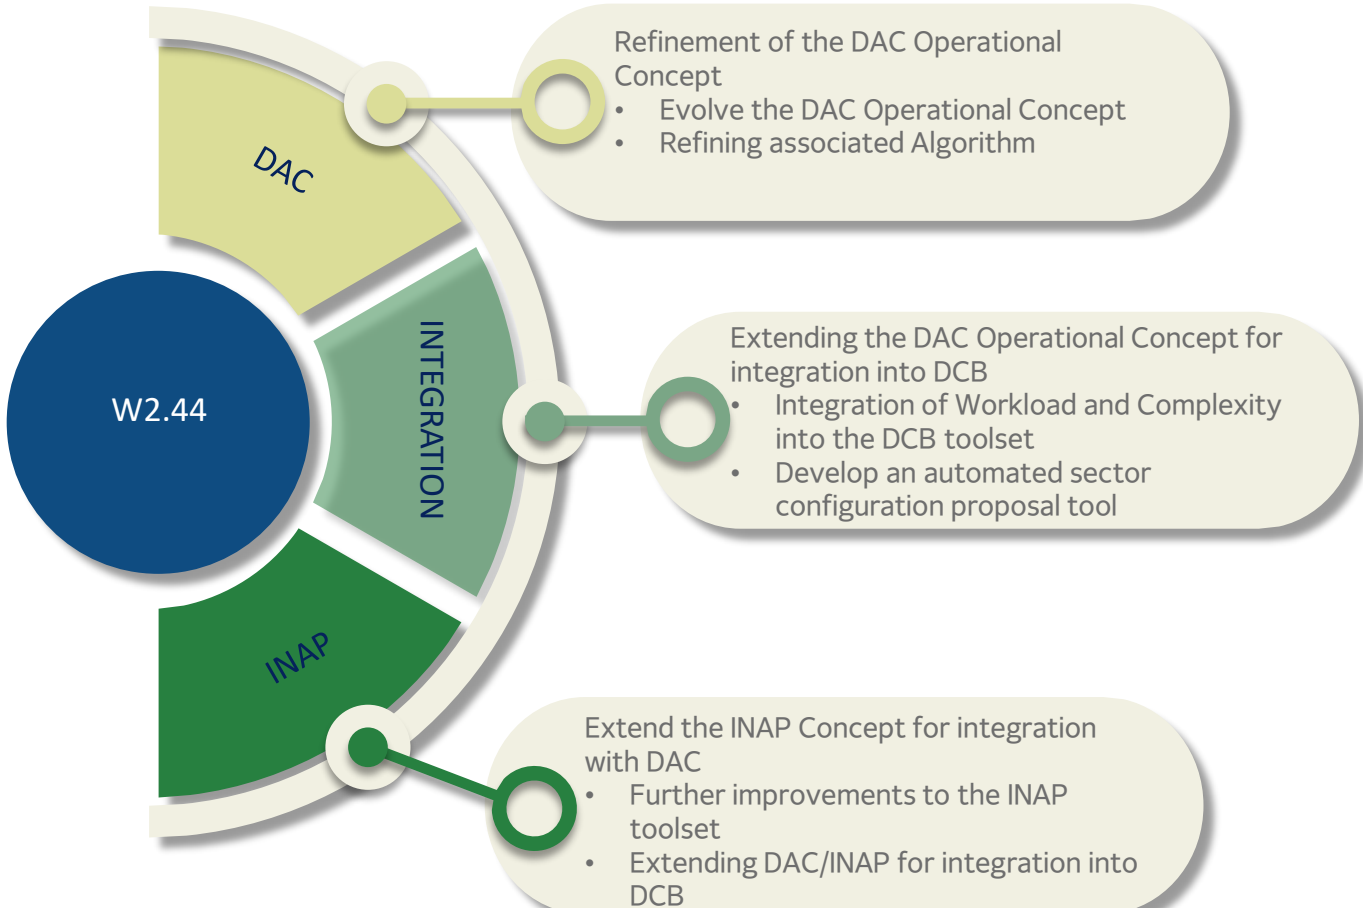 Refinement of the DAC Operational
Concept
• Evolve the DAC Operational Concept
• Refining associated Algorithm
DAC
Extending the DAC Operational Concept for
integration into DCB
• Integration of Workload and Complexity
into the DCB toolset
• Develop an automated sector
configuration proposal tool
INTEGRATION
W2.44
INAP
Extend the INAP Concept for integration
with DAC
• Further improvements to the INAP
toolset
• Extending DAC/INAP for integration into
DCB